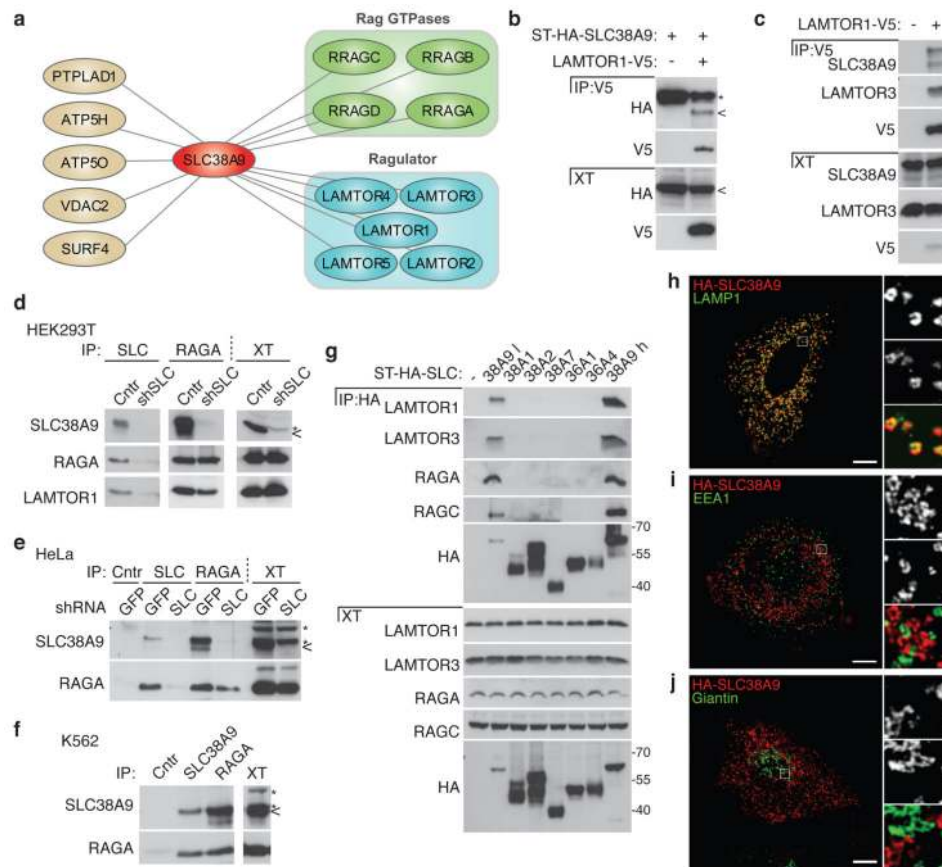 a
Rag GTPases
PTPLAD1
ATP5H
ATP5O
VDAC2
SURF4
SLC38A9
RRAGC
RRAGB
RRAGD
RRAGA
Ragulator
LAMTOR4
LAMTOR3
LAMTOR1
LAMTOR5
LAMTOR2
b
ST-HA-SLC38A9: + +
LAMTOR1-V5: - +
IP:V5
HA
*
<
V5
XT
HA
<
V5
c
LAMTOR1-V5: - +
IP:V5
SLC38A9
LAMTOR3
V5
XT
SLC38A9
LAMTOR3
V5
d
HEK293T
IP: SLC RAGA XT
Cntr shSLC Cntr shSLC Cntr shSLC
SLC38A9
*
<
RAGA
LAMTOR1
e
HeLa
IP: Cntr SLC RAGA XT
shRNA GFP GFP SLC GFP SLC GFP SLC
SLC38A9
*
*
<
RAGA
f
K562
IP: Cntr SLC38A9 RAGA XT
SLC38A9
*
*
<
RAGA
g
ST-HA-SLC: - 38A9 l 38A1 38A2 38A7 36A1 36A4 38A9 h
IP:HA
LAMTOR1
LAMTOR3
RAGA
RAGC
HA
-70
-55
-40
XT
LAMTOR1
LAMTOR3
RAGA
RAGC
HA
-70
-55
-40
h
HA-SLC38A9
LAMP1
i
HA-SLC38A9
EEA1
j
HA-SLC38A9
Giantin